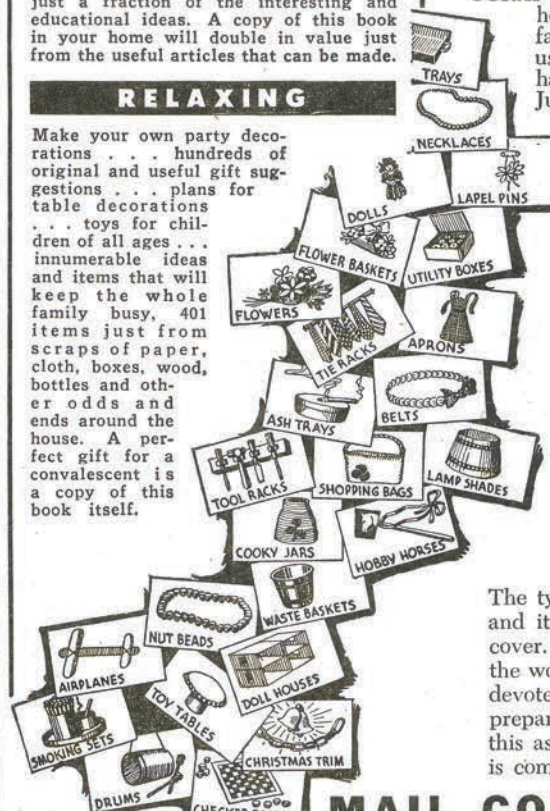 just a fraction of the interesting and
educational ideas. A copy of this book
in your home will double in value just
from the useful articles that can be made.
RELAXING
Make your own party deco-
rations . . . hundreds of
original and useful gift sug-
gestions . . . plans for
table decorations
. . . toys for chil-
dren of all ages . . .
innumerable ideas
and items that will
keep the whole
family busy, 401
items just from
scraps of paper,
cloth, boxes, wood,
bottles and oth-
er odds and
ends around the
house. A per-
fect gift for a
convalescent is
a copy of this
book itself.
TRAYS
NECKLACES
DOLLS
LAPEL PINS
FLOWER BASKETS
UTILITY BOXES
FLOWERS
TIE RACKS
APRONS
ASH TRAYS
BELTS
TOOL RACKS
SHOPPING BAGS
LAMP SHADES
COOKY JARS
HOBBY HORSES
WASTE BASKETS
NUT BEADS
AIRPLANES
TOY TABLES
DOLL HOUSES
SMOKING SETS
CHRISTMAS TRIM
DRUMS
The ty
and it
cover.
the wo
devote
prepar
this as
is com
MAIL CO